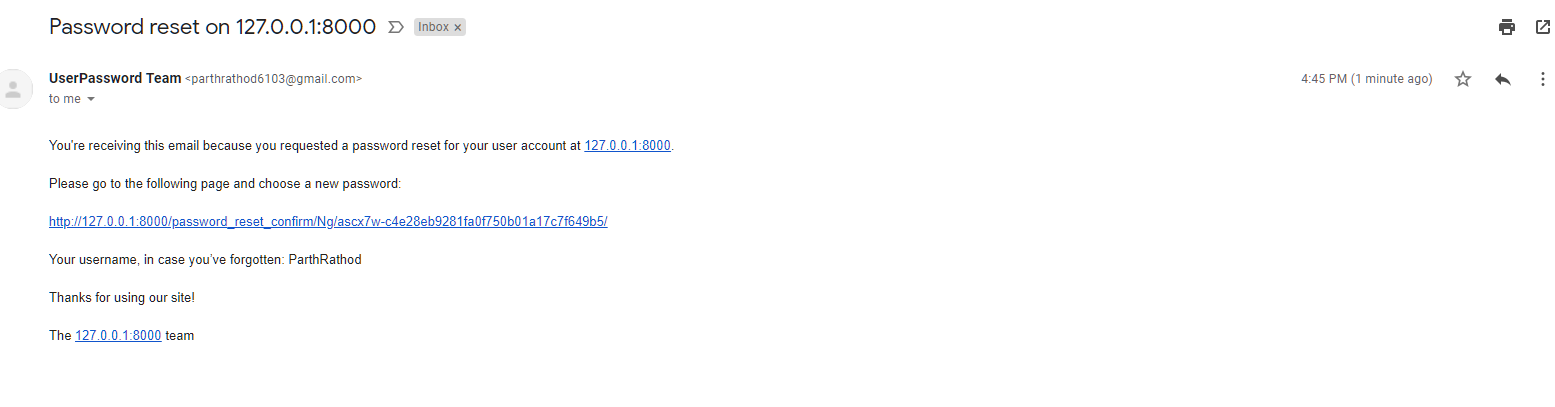 Password reset on 127.0.0.1:8000 Inbox x
UserPassword Team <parthrathod6103@gmail.com> 4:45 PM (1 minute ago)
to me
You're receiving this email because you requested a password reset for your user account at 127.0.0.1:8000.
Please go to the following page and choose a new password:
http://127.0.0.1:8000/password_reset_confirm/Ng/ascx7w-c4e28eb9281fa0f750b01a17c7f649b5/
Your username, in case you’ve forgotten: ParthRathod
Thanks for using our site!
The 127.0.0.1:8000 team